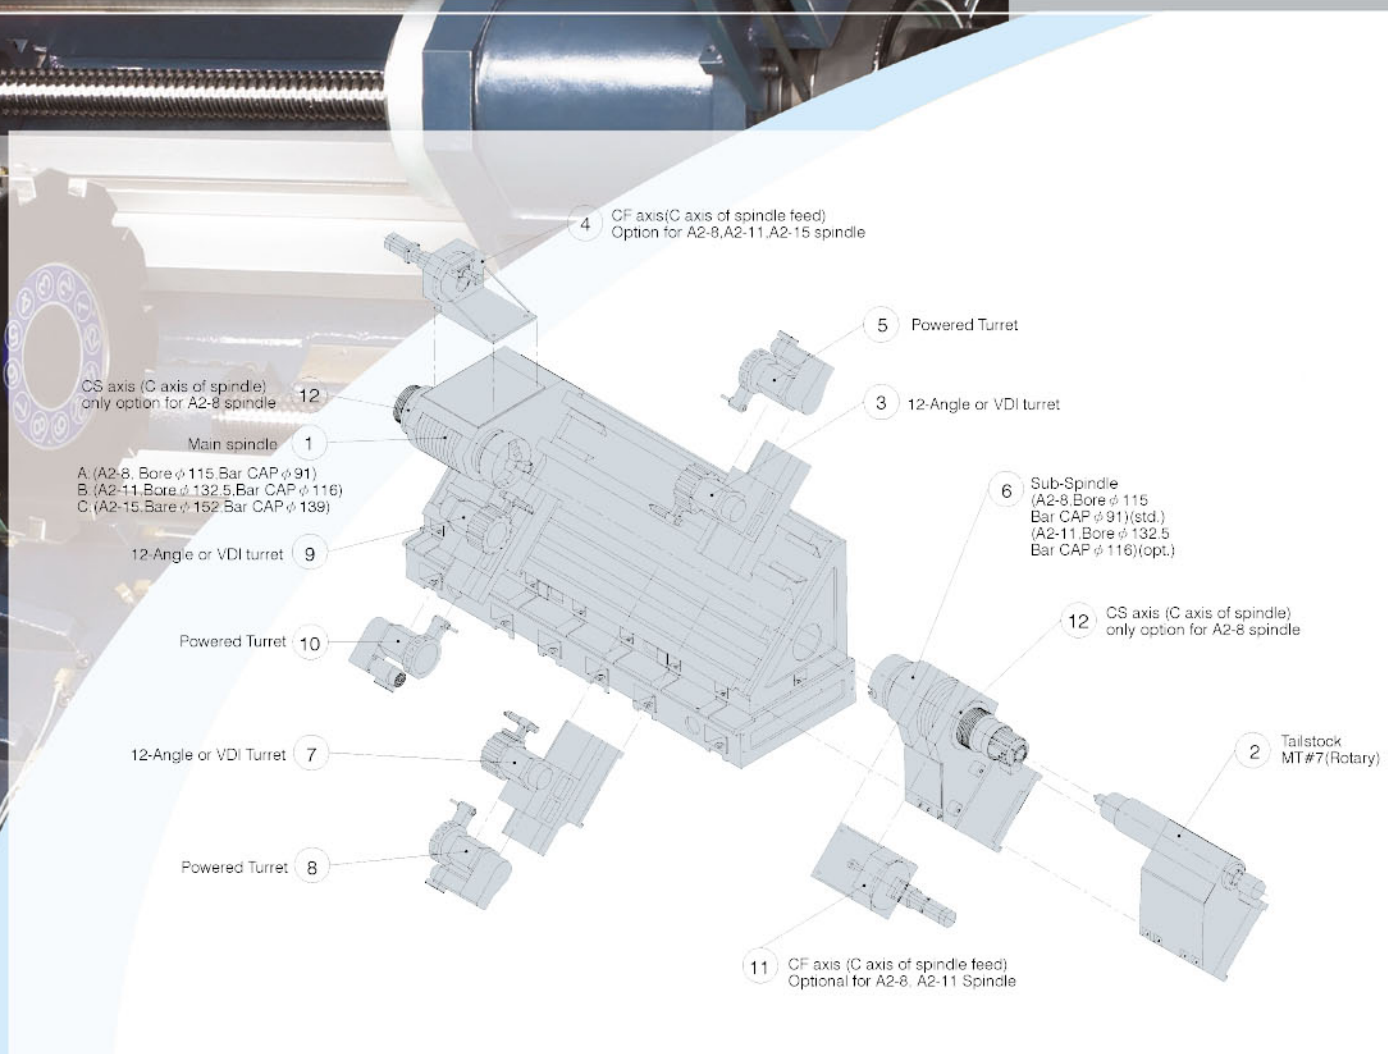 4
CF axis(C axis of spindle feed)
Option for A2-8,A2-11,A2-15 spindle
5
Powered Turret
CS axis (C axis of spindle)
only option for A2-8 spindle
12
3
12-Angle or VDI turret
Main spindle
1
A.(A2-8, Bore ϕ 115,Bar CAP ϕ 91)
B.(A2-11,Bore ϕ 132.5,Bar CAP ϕ 116)
C.(A2-15,Bare ϕ 152,Bar CAP ϕ 139)
6
Sub-Spindle
(A2-8,Bore ϕ 115
Bar CAP ϕ 91)(std.)
(A2-11,Bore ϕ 132.5
Bar CAP ϕ 116)(opt.)
12-Angle or VDI turret
9
12
CS axis (C axis of spindle)
only option for A2-8 spindle
Powered Turret
10
12-Angle or VDI Turret
7
2
Tailstock
MT#7(Rotary)
Powered Turret
8
11
CF axis (C axis of spindle feed)
Optional for A2-8, A2-11 Spindle